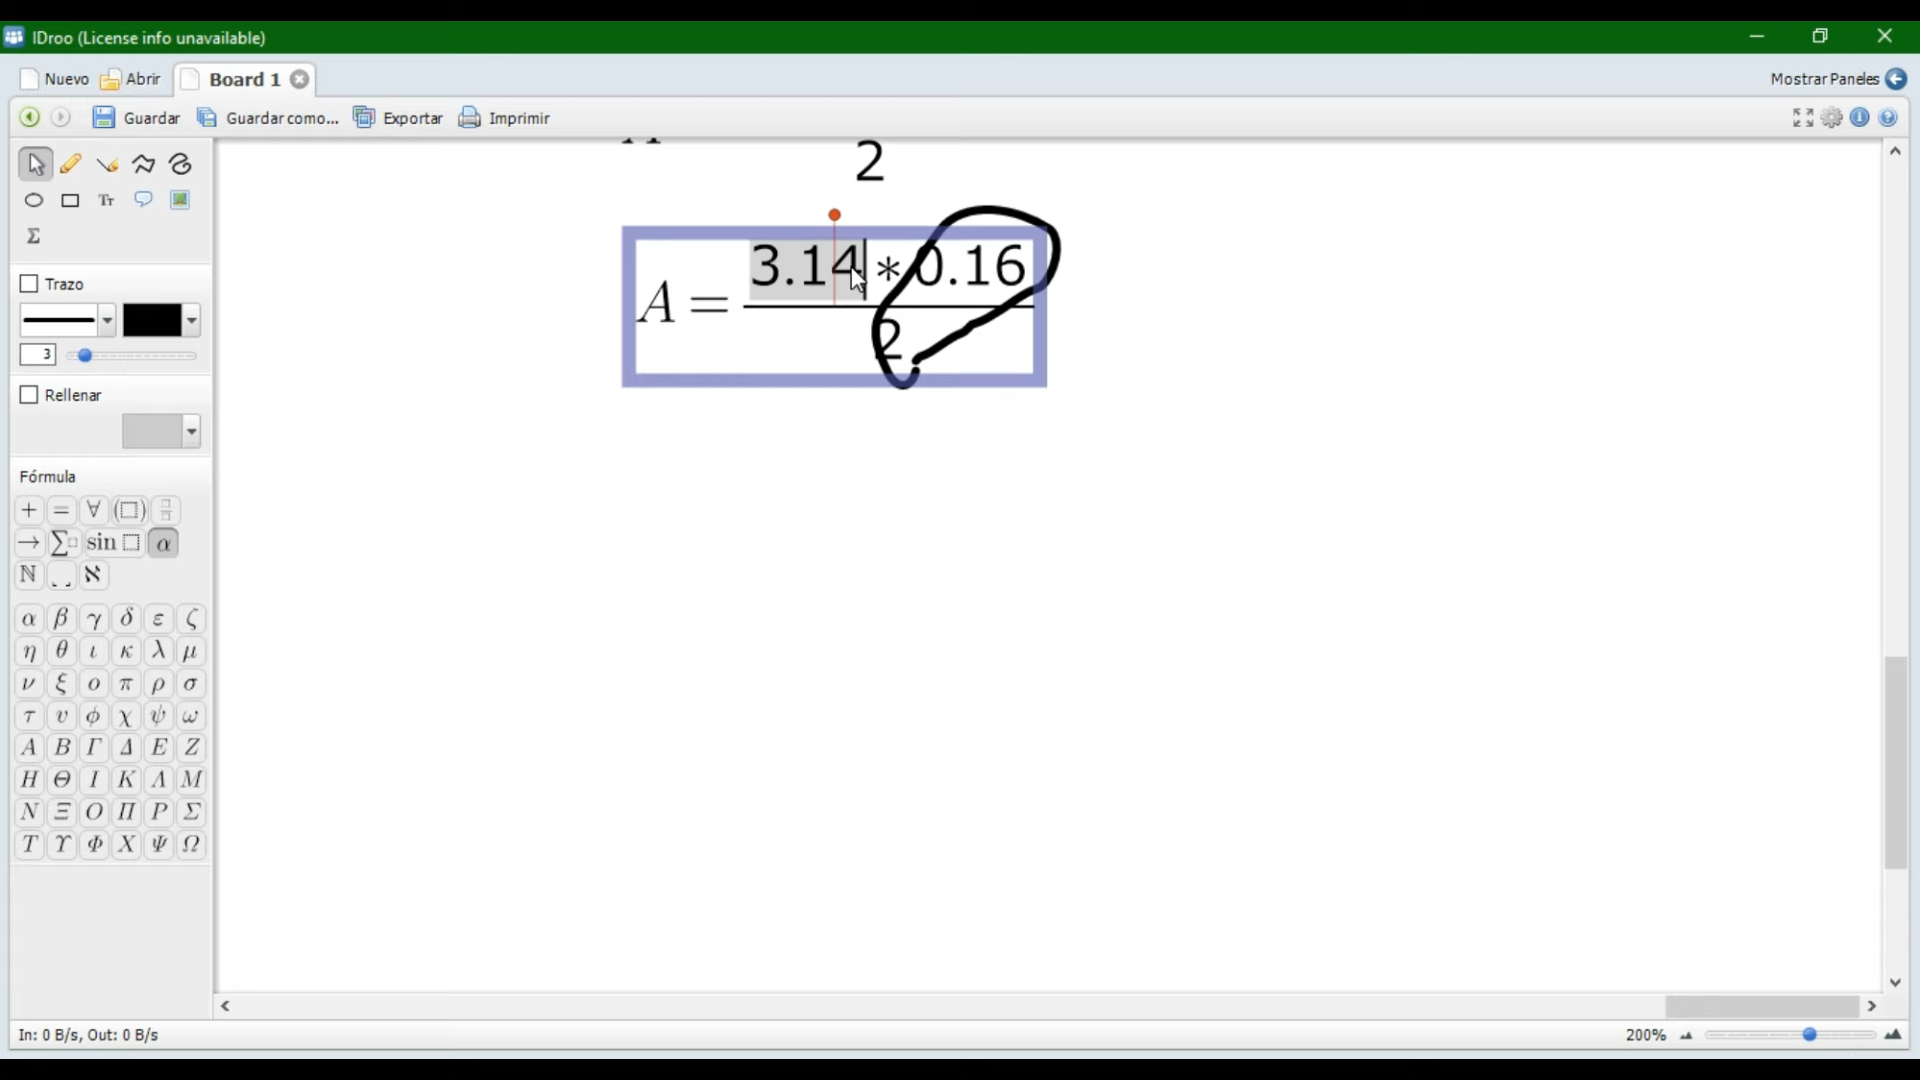 IDroo (License info unavailable)
Nuevo Abrir Board 1 Mostrar Paneles
Guardar Guardar como... Exportar Imprimir
2
Tт
A = 3.14 * 0.16
2
Σ
Trazo
3
Rellenar
Fórmula
+ = ∀ (□)
→ Σ sin □ α
ℕ ℵ
α β γ δ ε ζ
η θ ι κ λ μ
ν ξ ο π ρ σ
τ υ ϕ χ ψ ω
Α Β Γ Δ Ε Ζ
Η Θ Ι Κ Λ Μ
Ν Ξ Ο Π Ρ Σ
Τ ϒ Φ Χ Ψ Ω
In: 0 B/s, Out: 0 B/s 200%